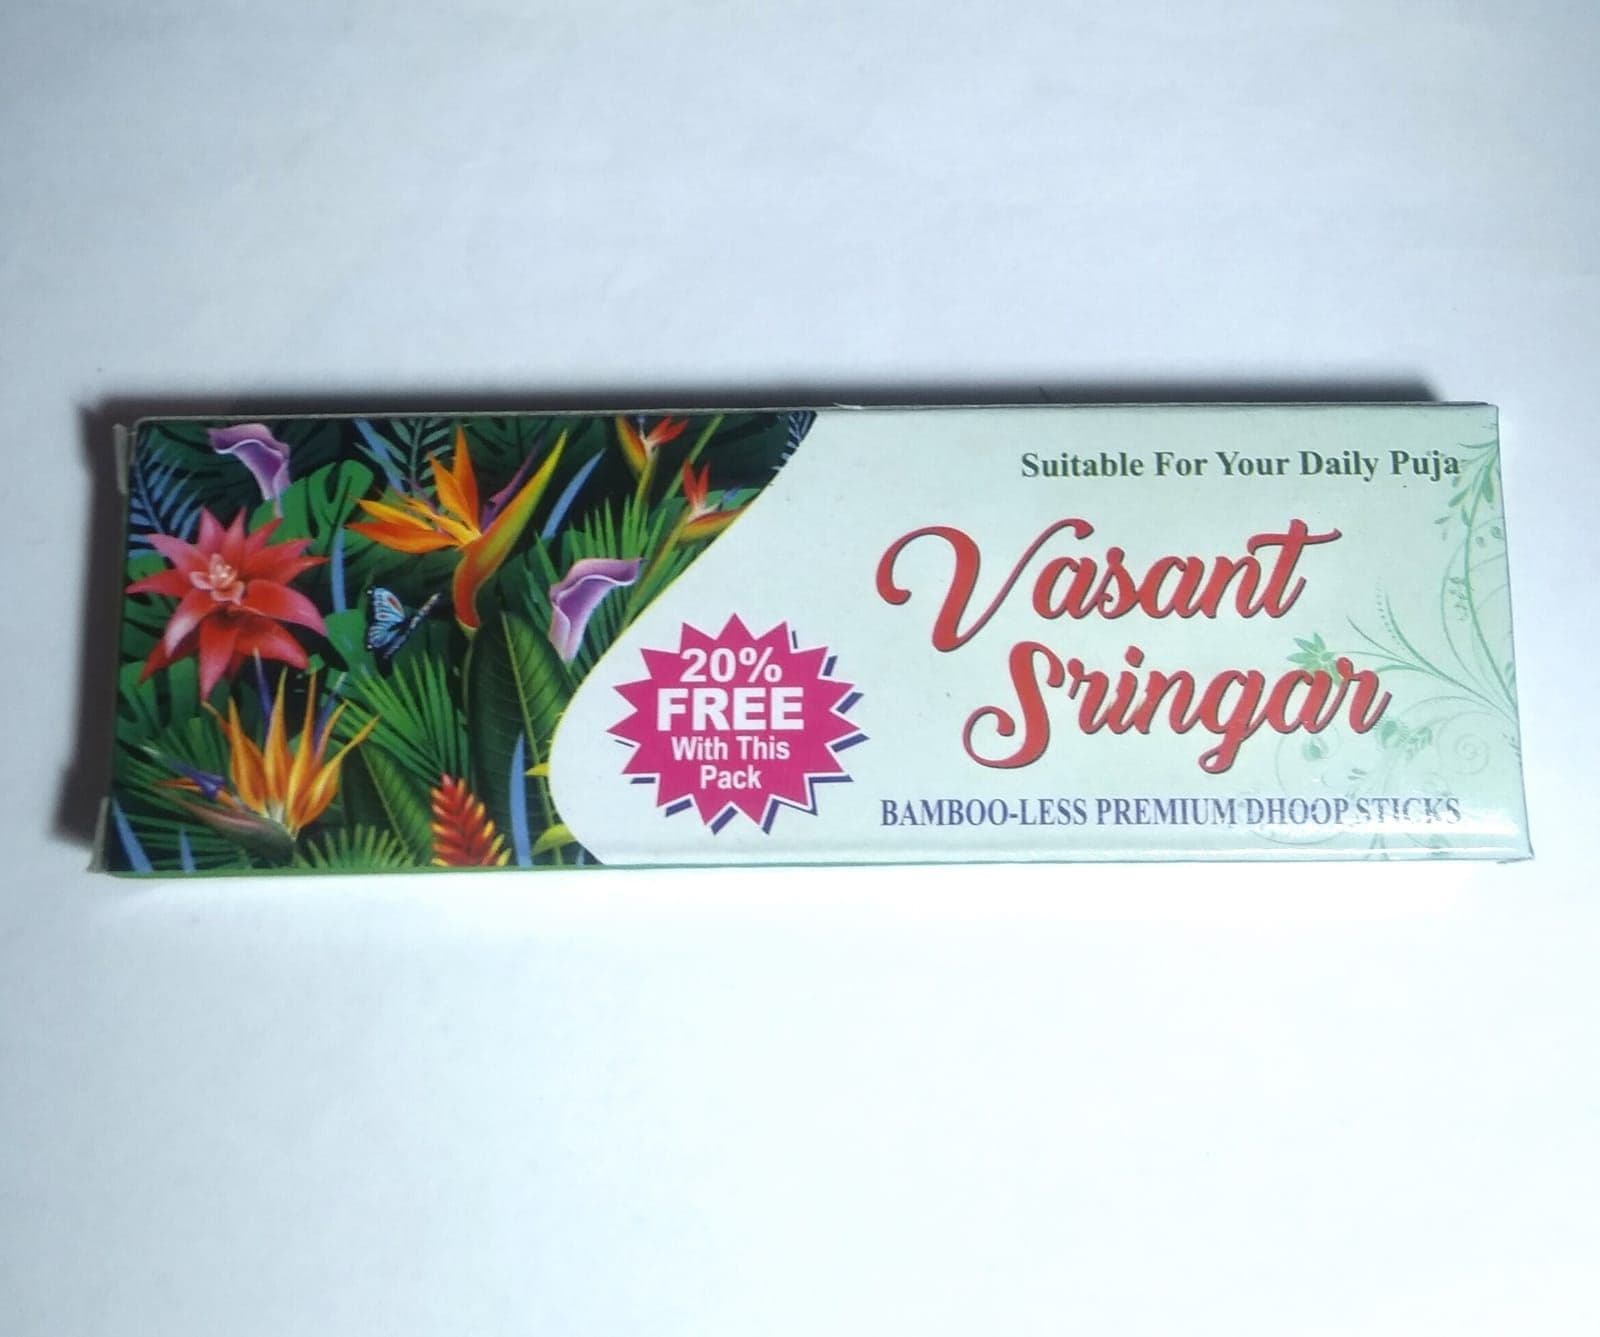 Suitable For Your Daily Puja
Vasant
Sringar
20%
FREE
With This
Pack
BAMBOO-LESS PREMIUM DHOOP STICKS